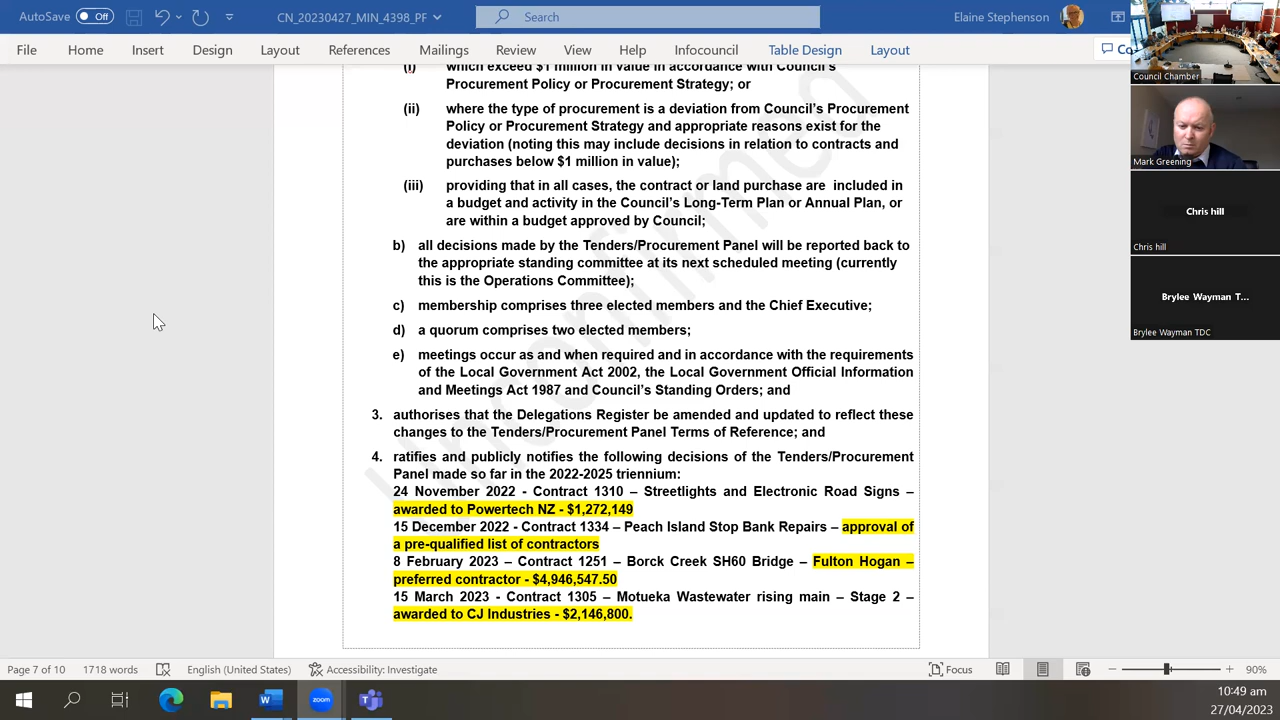 AutoSave Off CN_20230427_MIN_4398_PF Search Elaine Stephenson
File Home Insert Design Layout References Mailings Review View Help Infocouncil Table Design Layout
Council Chamber
(i) which exceed $1 million in value in accordance with Council's
Procurement Policy or Procurement Strategy; or
(ii) where the type of procurement is a deviation from Council's Procurement
Policy or Procurement Strategy and appropriate reasons exist for the
deviation (noting this may include decisions in relation to contracts and
purchases below $1 million in value);
Mark Greening
(iii) providing that in all cases, the contract or land purchase are included in
a budget and activity in the Council's Long-Term Plan or Annual Plan, or
are within a budget approved by Council;
Chris hill
Chris hill
b) all decisions made by the Tenders/Procurement Panel will be reported back to
the appropriate standing committee at its next scheduled meeting (currently
this is the Operations Committee);
Brylee Wayman T...
Brylee Wayman TDC
c) membership comprises three elected members and the Chief Executive;
d) a quorum comprises two elected members;
e) meetings occur as and when required and in accordance with the requirements
of the Local Government Act 2002, the Local Government Official Information
and Meetings Act 1987 and Council's Standing Orders; and
3. authorises that the Delegations Register be amended and updated to reflect these
changes to the Tenders/Procurement Panel Terms of Reference; and
4. ratifies and publicly notifies the following decisions of the Tenders/Procurement
Panel made so far in the 2022-2025 triennium:
24 November 2022 - Contract 1310 – Streetlights and Electronic Road Signs –
awarded to Powertech NZ - $1,272,149
15 December 2022 - Contract 1334 – Peach Island Stop Bank Repairs – approval of
a pre-qualified list of contractors
8 February 2023 – Contract 1251 – Borck Creek SH60 Bridge – Fulton Hogan –
preferred contractor - $4,946,547.50
15 March 2023 - Contract 1305 – Motueka Wastewater rising main – Stage 2 –
awarded to CJ Industries - $2,146,800.
Unconfirmed
Page 7 of 10 1718 words English (United States) Accessibility: Investigate Focus 90%
zoom
10:49 am
27/04/2023